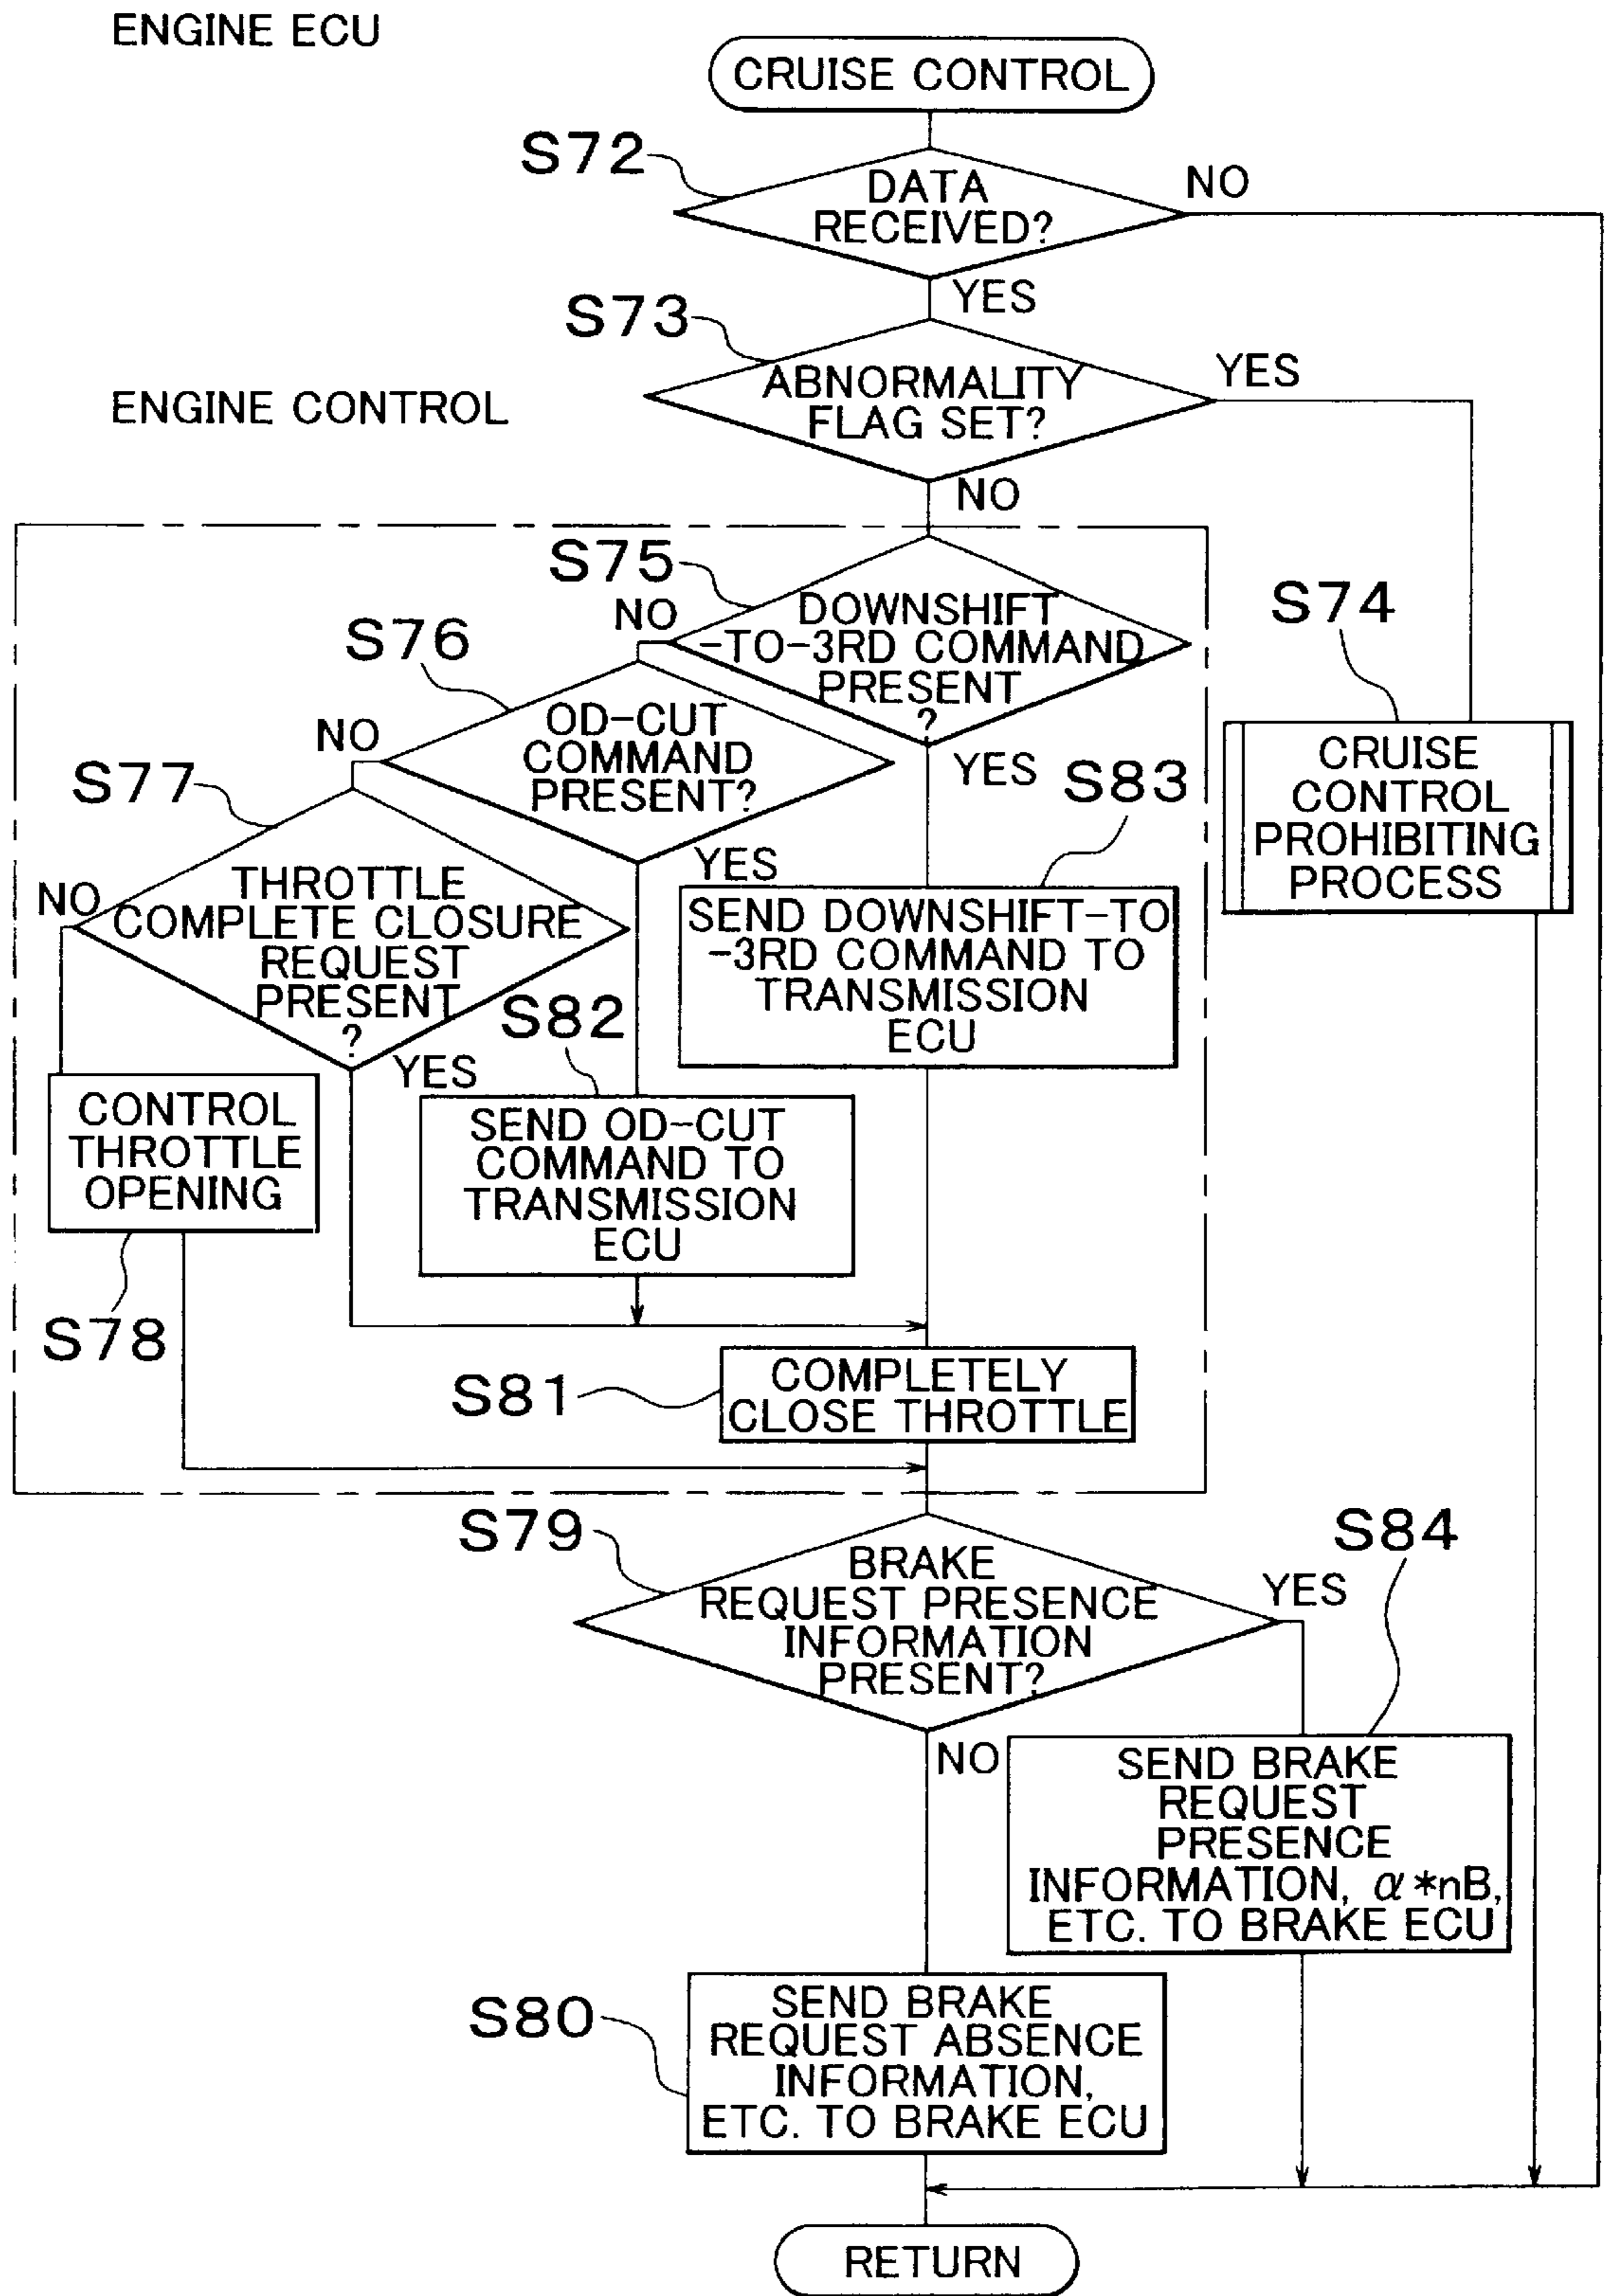 ENGINE ECU
CRUISE CONTROL
S72
DATA
RECEIVED?
NO
YES
S73
ABNORMALITY
FLAG SET?
YES
ENGINE CONTROL
NO
S75
DOWNSHIFT
-TO-3RD COMMAND
PRESENT
?
NO
YES
S74
CRUISE
CONTROL
PROHIBITING
PROCESS
S76
OD-CUT
COMMAND
PRESENT?
NO
YES
S83
SEND DOWNSHIFT-TO
-3RD COMMAND TO
TRANSMISSION
ECU
S77
THROTTLE
COMPLETE CLOSURE
REQUEST
PRESENT
?
NO
YES
S82
SEND OD-CUT
COMMAND TO
TRANSMISSION
ECU
CONTROL
THROTTLE
OPENING
S78
S81
COMPLETELY
CLOSE THROTTLE
S79
BRAKE
REQUEST PRESENCE
INFORMATION
PRESENT?
YES
NO
S84
SEND BRAKE
REQUEST
PRESENCE
INFORMATION, α*nB,
ETC. TO BRAKE ECU
S80
SEND BRAKE
REQUEST ABSENCE
INFORMATION,
ETC. TO BRAKE ECU
RETURN